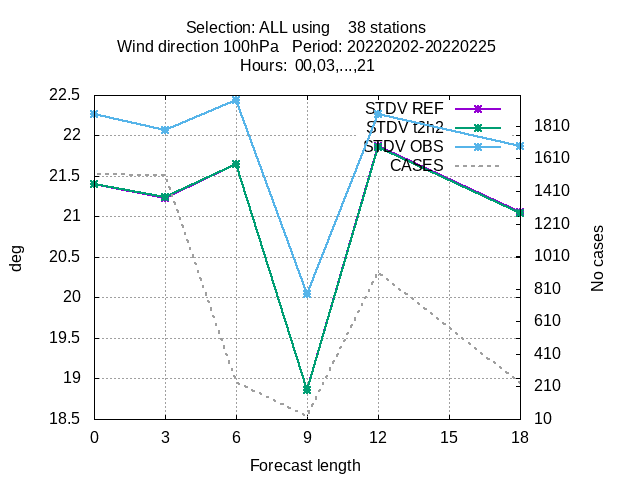 Selection: ALL using 38 stations
Wind direction 100hPa Period: 20220202-20220225
Hours: 00,03,...,21
STDV REF
STDV t2h2
STDV OBS
CASES
22.5
22
21.5
21
20.5
20
19.5
19
18.5
deg
1810
1610
1410
1210
1010
810
610
410
210
10
No cases
0 3 6 9 12 15 18
Forecast length